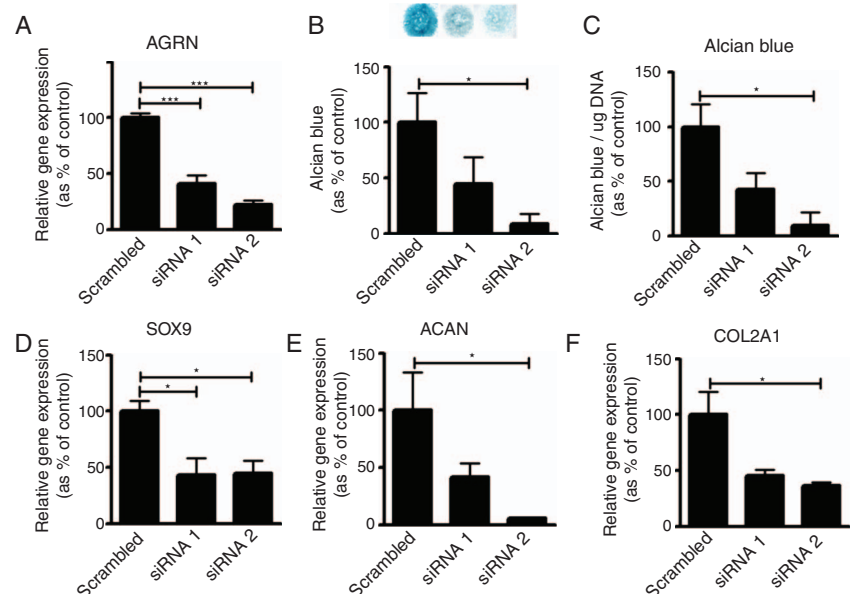 A
AGRN
Relative gene expression
(as % of control)
150
100
50
0
***
***
Scrambled
siRNA 1
siRNA 2
B
Alcian blue
(as % of control)
150
100
50
0
*
Scrambled
siRNA 1
siRNA 2
C
Alcian blue
Alcian blue / ug DNA
(as % of control)
150
100
50
0
*
Scrambled
siRNA 1
siRNA 2
D
SOX9
Relative gene expression
(as % of control)
150
100
50
0
*
*
Scrambled
siRNA 1
siRNA 2
E
ACAN
Relative gene expression
(as % of control)
150
100
50
0
*
Scrambled
siRNA 1
siRNA 2
F
COL2A1
Relative gene expression
(as % of control)
150
100
50
0
*
Scrambled
siRNA 1
siRNA 2